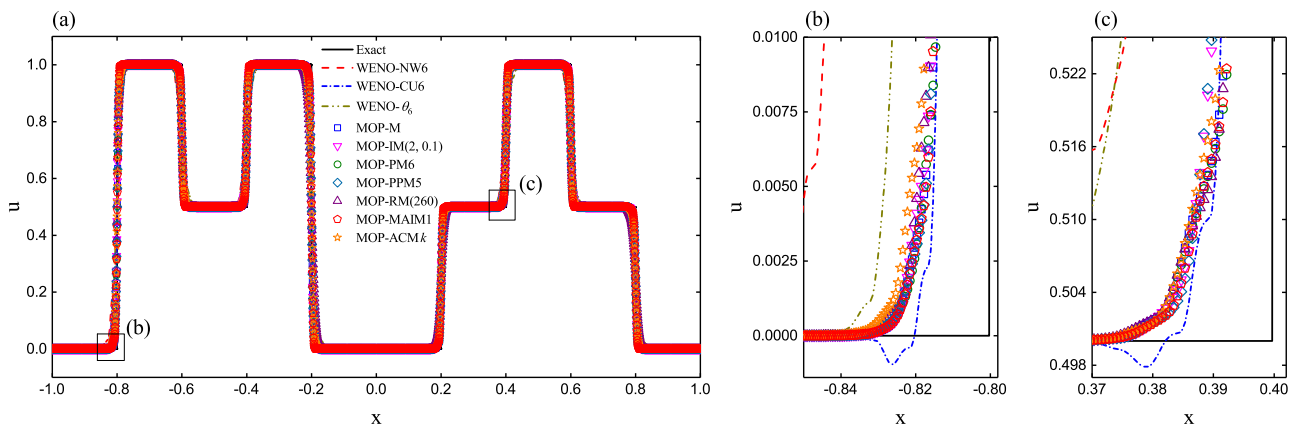 (a)
u
1.0
0.8
0.6
0.4
0.2
0.0
-1.0 -0.8 -0.6 -0.4 -0.2 0.0 0.2 0.4 0.6 0.8 1.0
x
Exact
WENO-NW6
WENO-CU6
WENO-θ6
MOP-M
MOP-IM(2, 0.1)
MOP-PM6
MOP-PPM5
MOP-RM(260)
MOP-MAIM1
MOP-ACMk
(b)
(c)
(b)
u
0.0100
0.0075
0.0050
0.0025
0.0000
-0.84 -0.82 -0.80
x
(c)
u
0.522
0.516
0.510
0.504
0.498
0.37 0.38 0.39 0.40
x